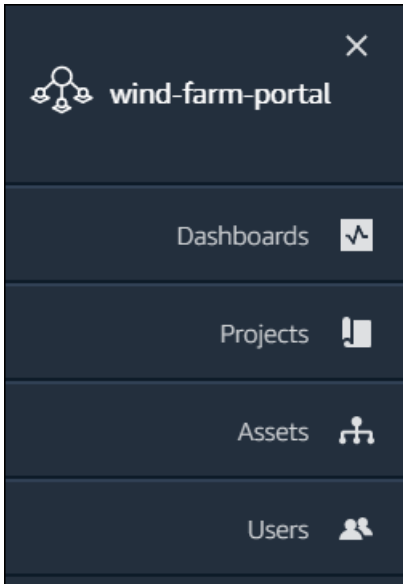 wind-farm-portal
Dashboards
Projects
Assets
Users